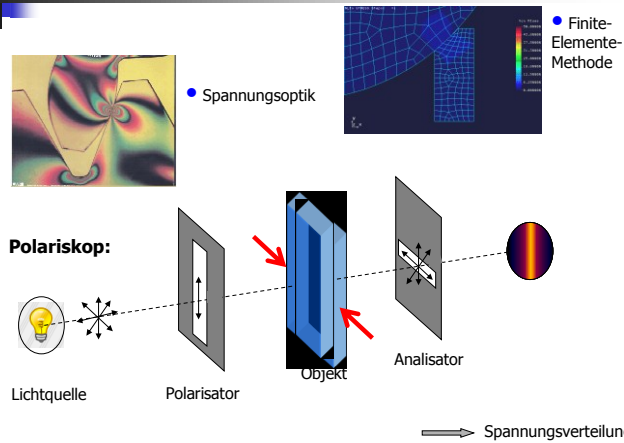 Finite-
Elemente-
Methode
Spannungsoptik
Polariskop:
Lichtquelle
Polarisator
Objekt
Analisator
Spannungsverteilun